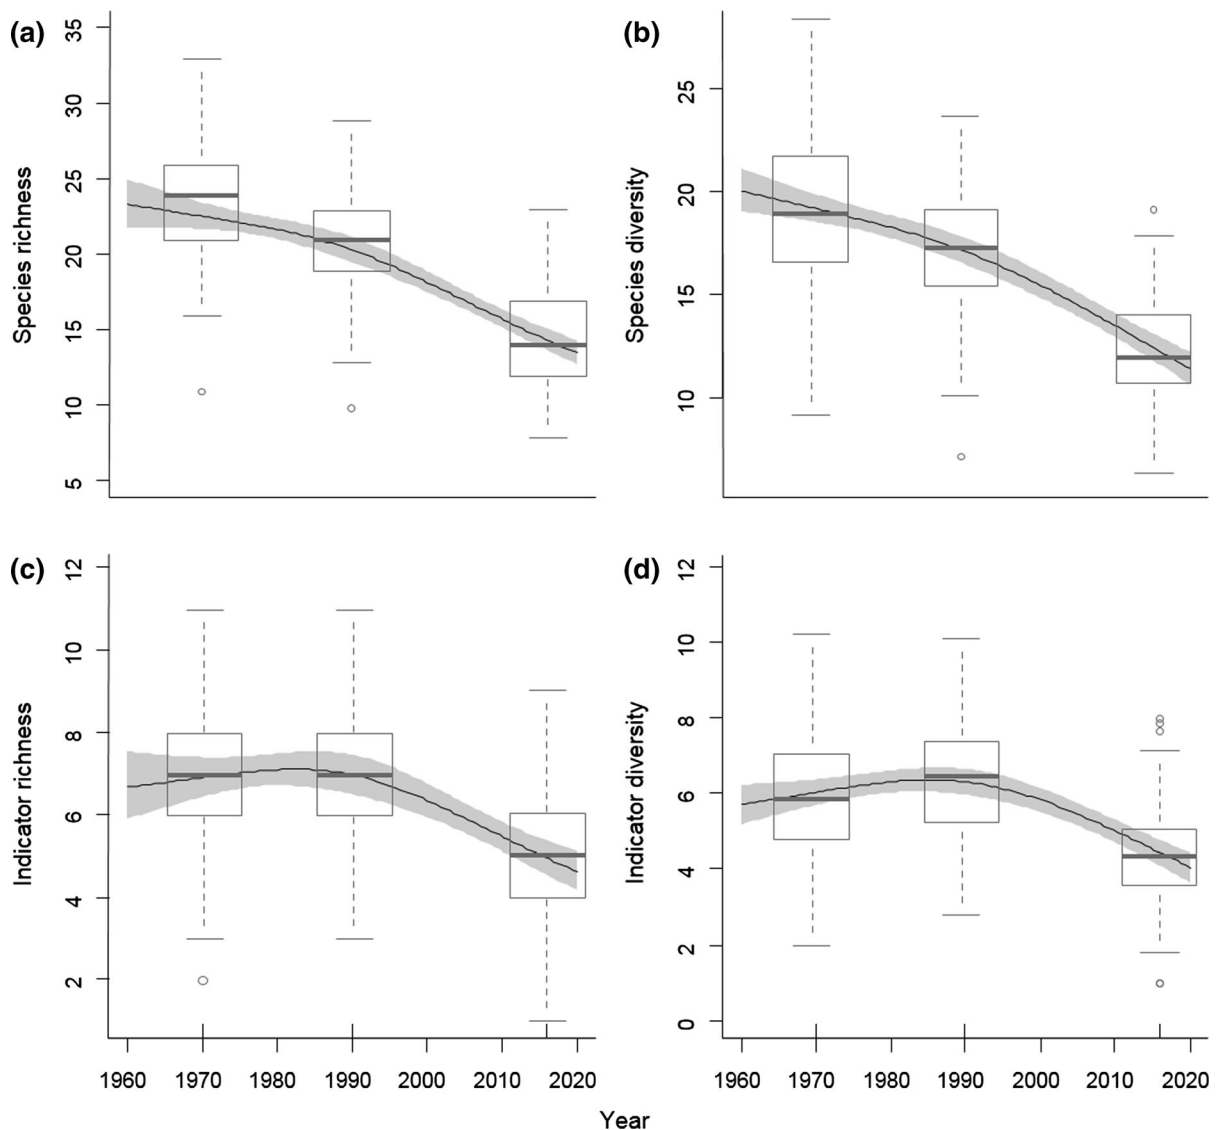 (a)
Species richness
35
30
25
20
15
10
5
(b)
Species diversity
25
20
15
10
(c)
Indicator richness
12
10
8
6
4
2
1960 1970 1980 1990 2000 2010 2020
(d)
Indicator diversity
12
10
8
6
4
2
0
1960 1970 1980 1990 2000 2010 2020
Year